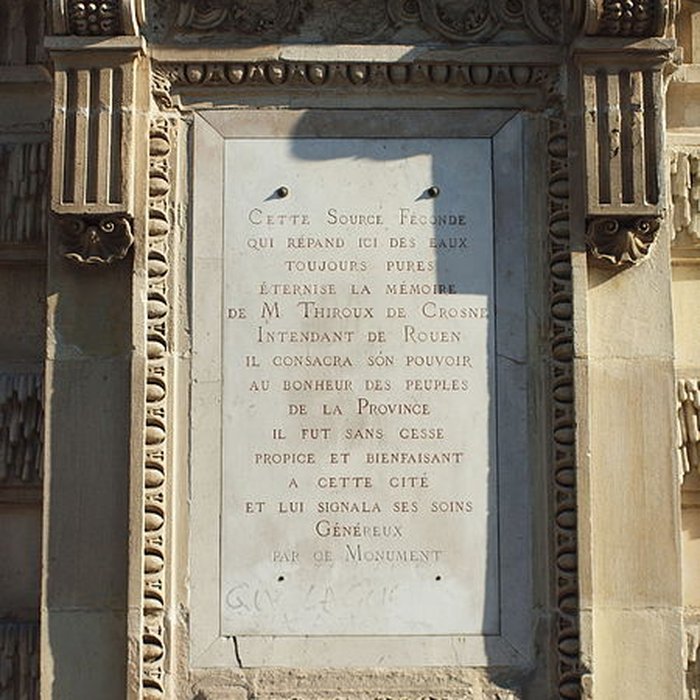 Cette Source Féconde
qui répand ici des eaux
toujours pures
éternise la mémoire
de M Thiroux de Crosne
Intendant de Rouen
il consacra son pouvoir
au bonheur des peuples
de la Province
il fut sans cesse
propice et bienfaisant
a cette cité
et lui signala ses soins
Généreux
par ce Monument